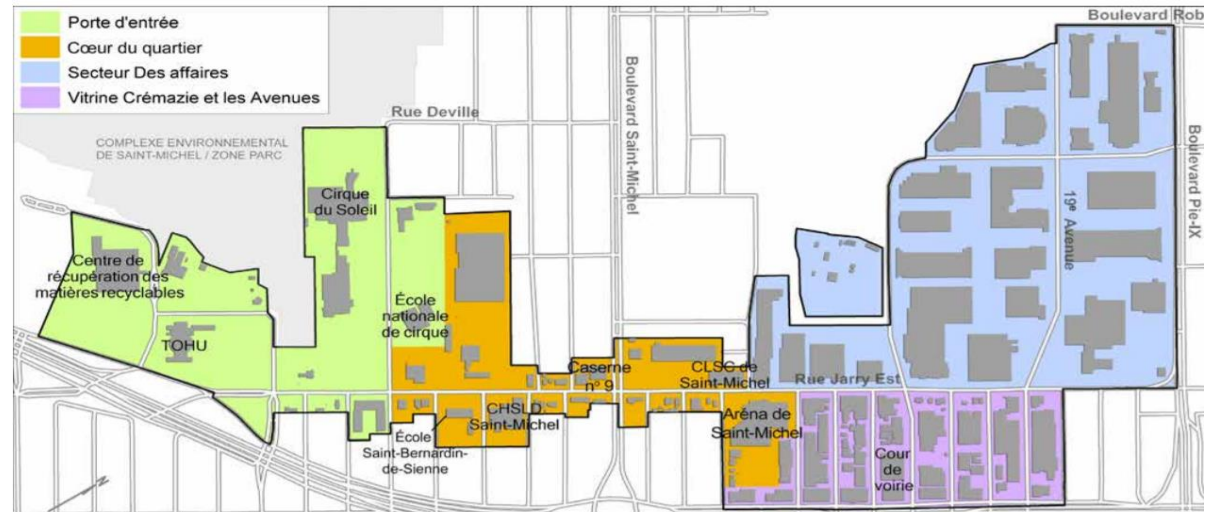 Porte d'entrée
Cœur du quartier
Secteur Des affaires
Vitrine Crémazie et les Avenues
Boulevard Rob
Rue Deville
COMPLEXE ENVIRONNEMENTAL
DE SAINT-MICHEL / ZONE PARC
Boulevard Saint-Michel
Boulevard Pie-IX
19e Avenue
Cirque
du Soleil
Centre de
récupération des
matières recyclables
École
nationale
de cirque
TOHU
Caserne
nº 9
CLSC de
Saint-Michel
Rue Jarry Est
CHSLD
Saint-Michel
Aréna de
Saint-Michel
École
Saint-Bernardin-
de-Sienne
Cour
de
voirie
N